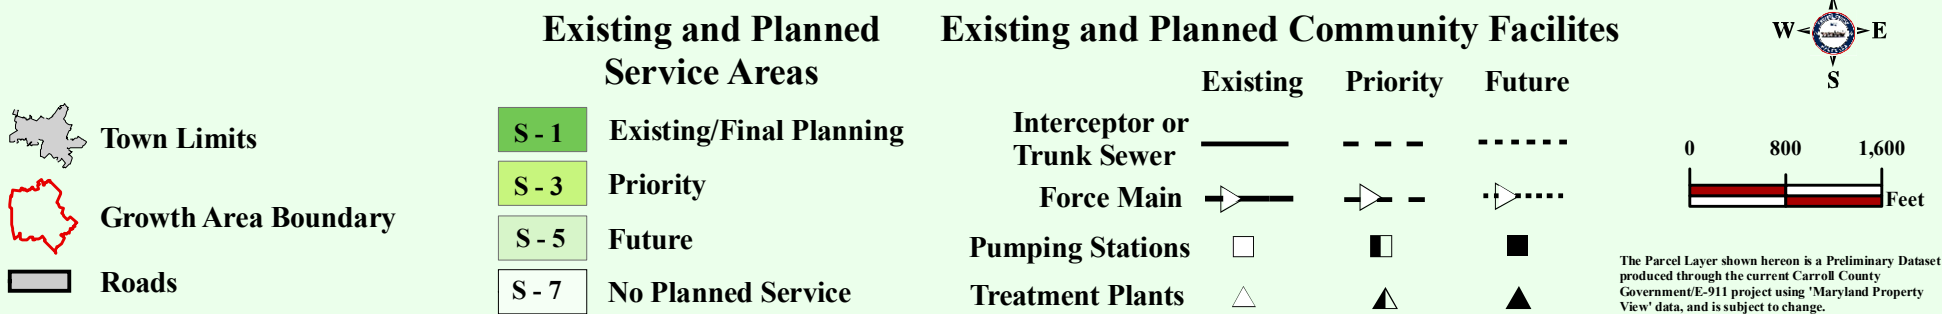 Town Limits
Growth Area Boundary
Roads
Existing and Planned
Service Areas
S - 1 Existing/Final Planning
S - 3 Priority
S - 5 Future
S - 7 No Planned Service
Existing and Planned Community Facilites
Existing Priority Future
Interceptor or
Trunk Sewer
Force Main
Pumping Stations
Treatment Plants
W E
S
0 800 1,600
Feet
The Parcel Layer shown hereon is a Preliminary Dataset
produced through the current Carroll County
Government/E-911 project using 'Maryland Property
View' data, and is subject to change.